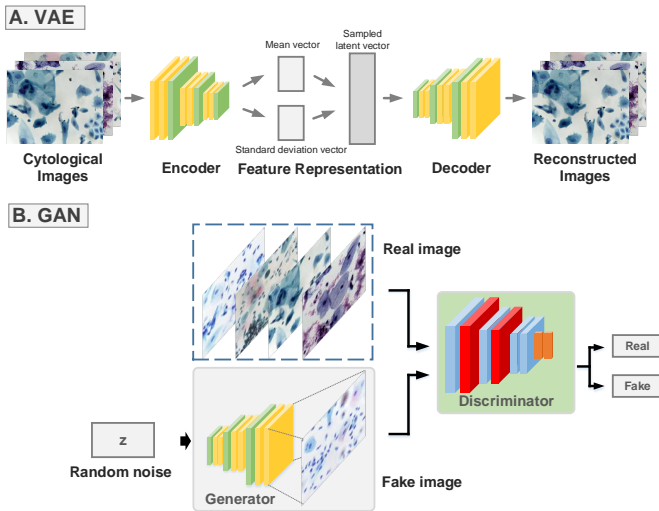 A. VAE
Mean vector
Sampled
latent vector
Standard deviation vector
Cytological
Images
Encoder
Feature Representation
Decoder
Reconstructed
Images
B. GAN
Real image
Real
Fake
Discriminator
z
Random noise
Generator
Fake image